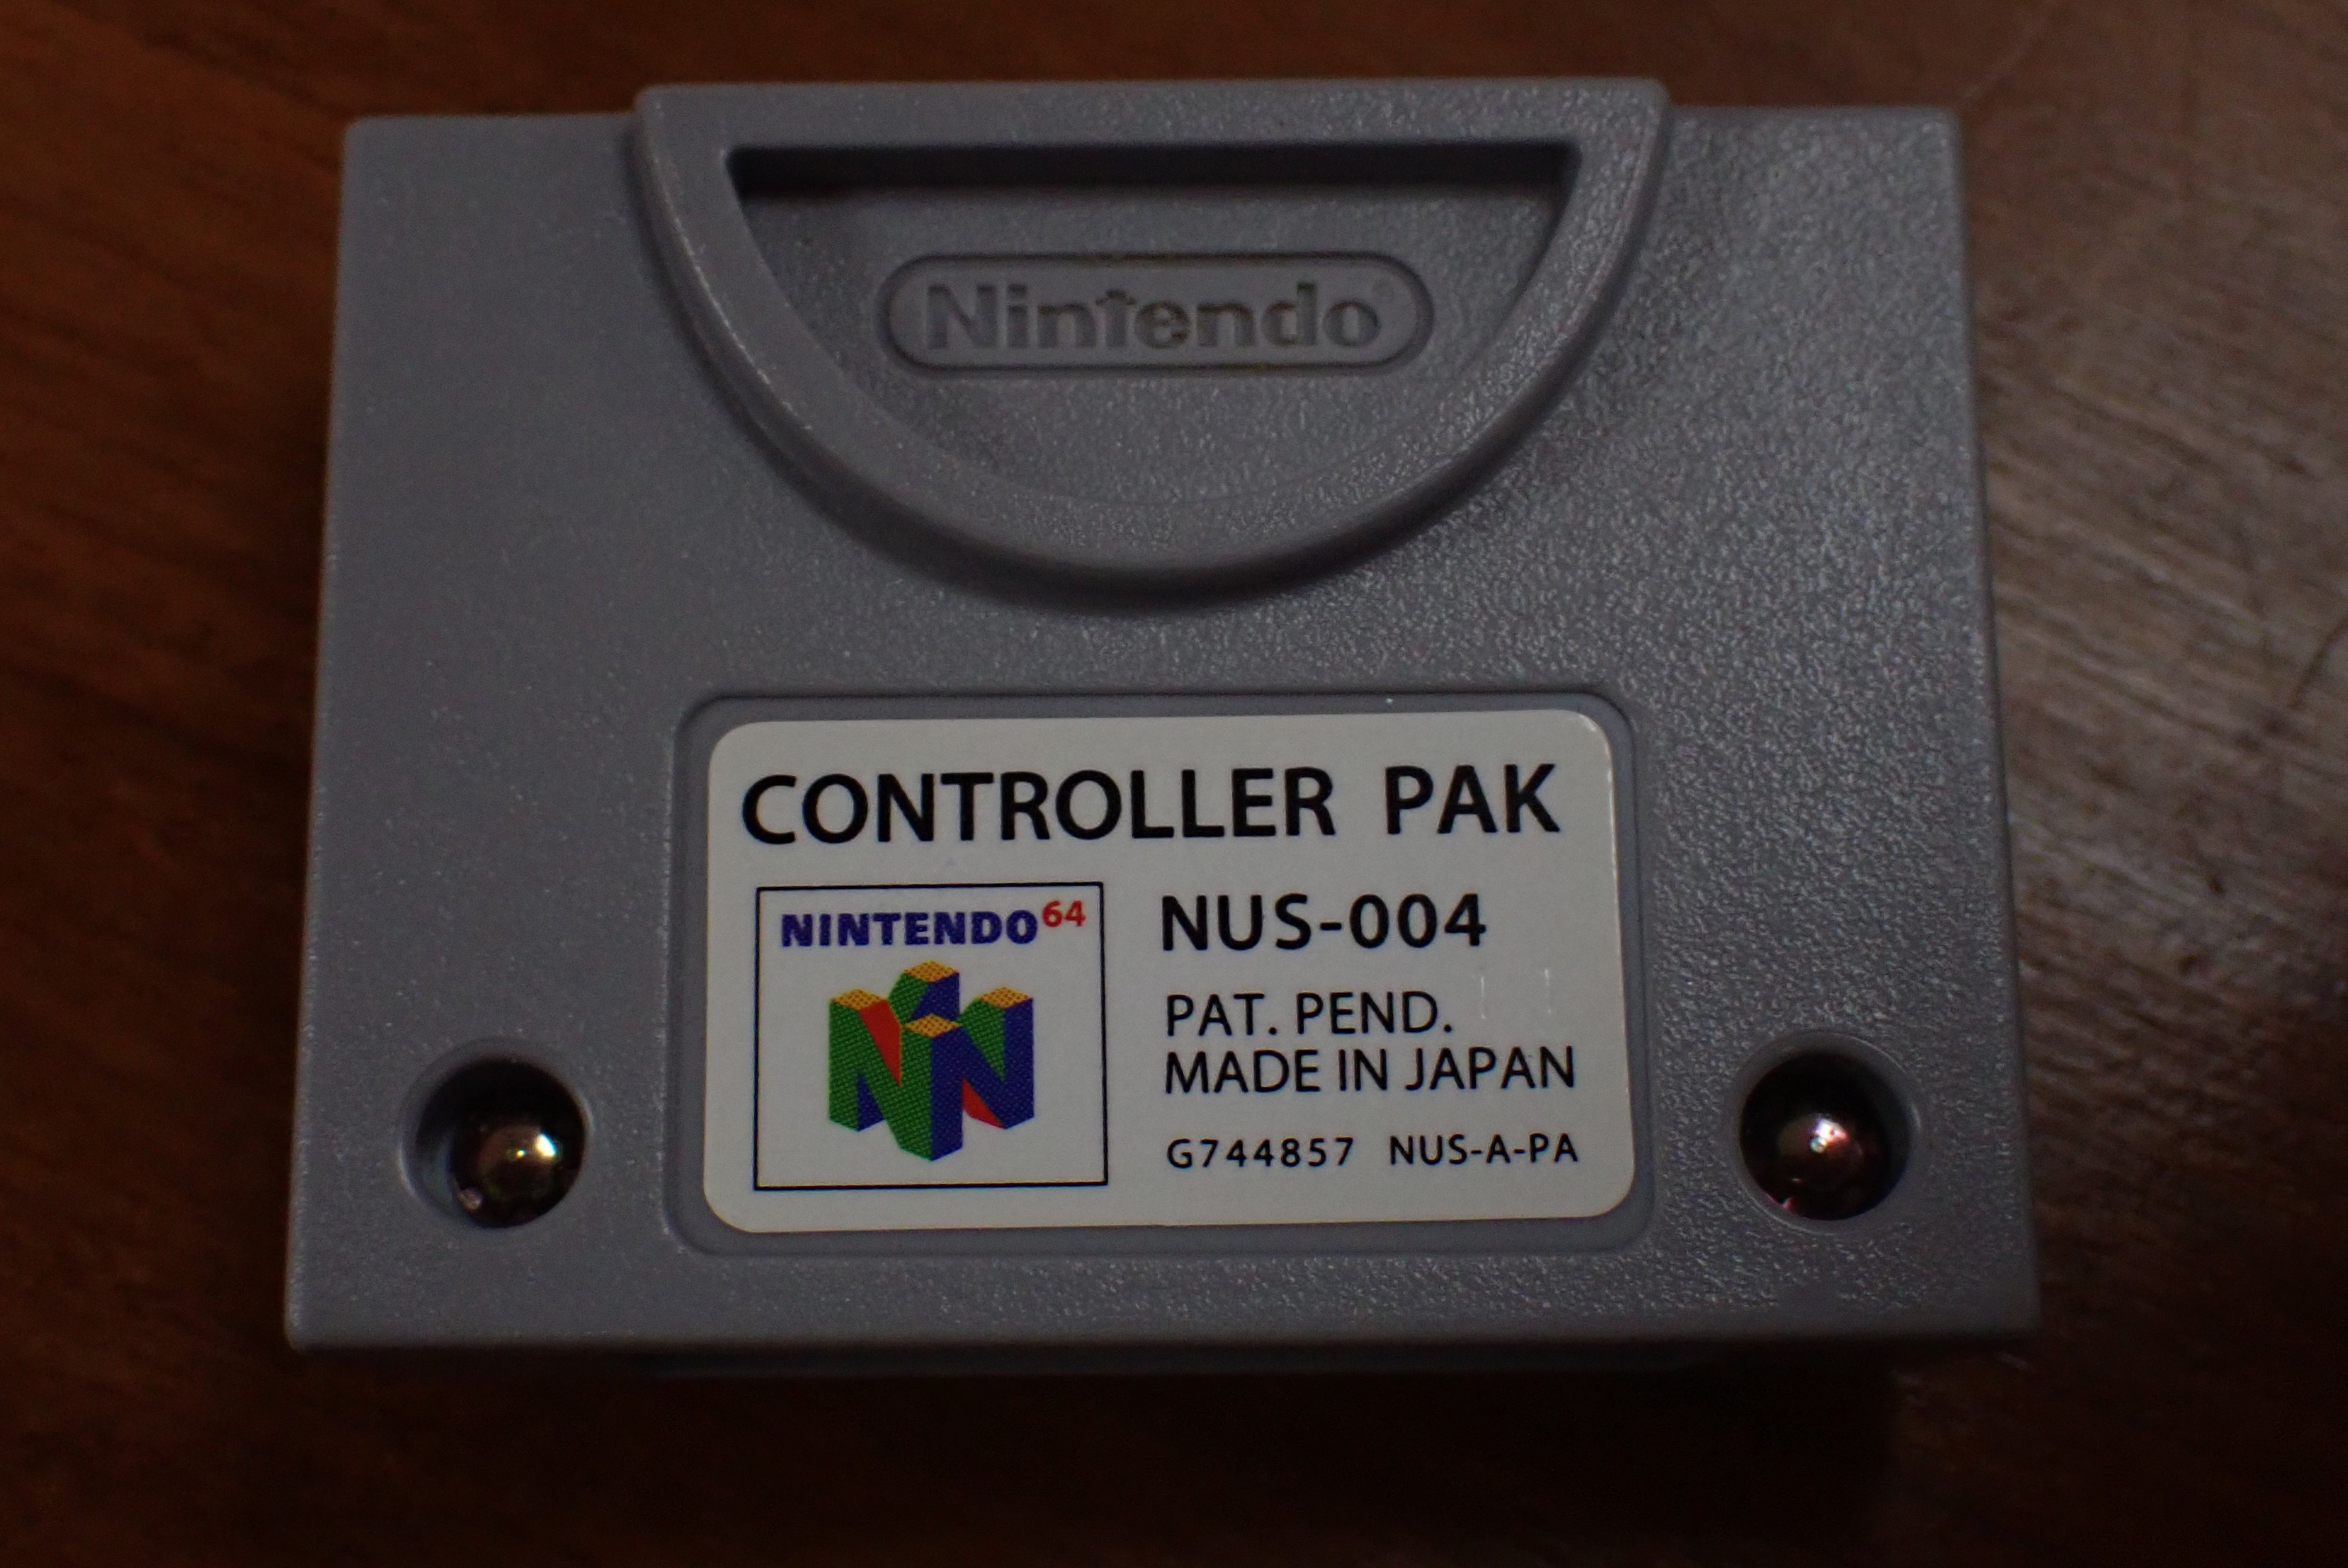 Nintendo®
CONTROLLER PAK
NINTENDO64
NUS-004
PAT. PEND.
MADE IN JAPAN
G744857 NUS-A-PA